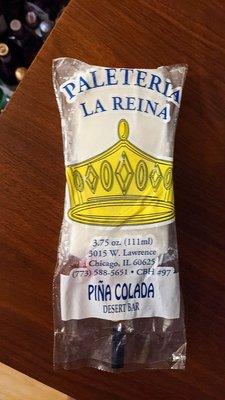 PALETERIA
LA REINA
3.75 oz. (111ml)
3015 W. Lawrence
Chicago, IL 60625
(773) 588-5651 • CBH #97
PIÑA COLADA
DESERT BAR